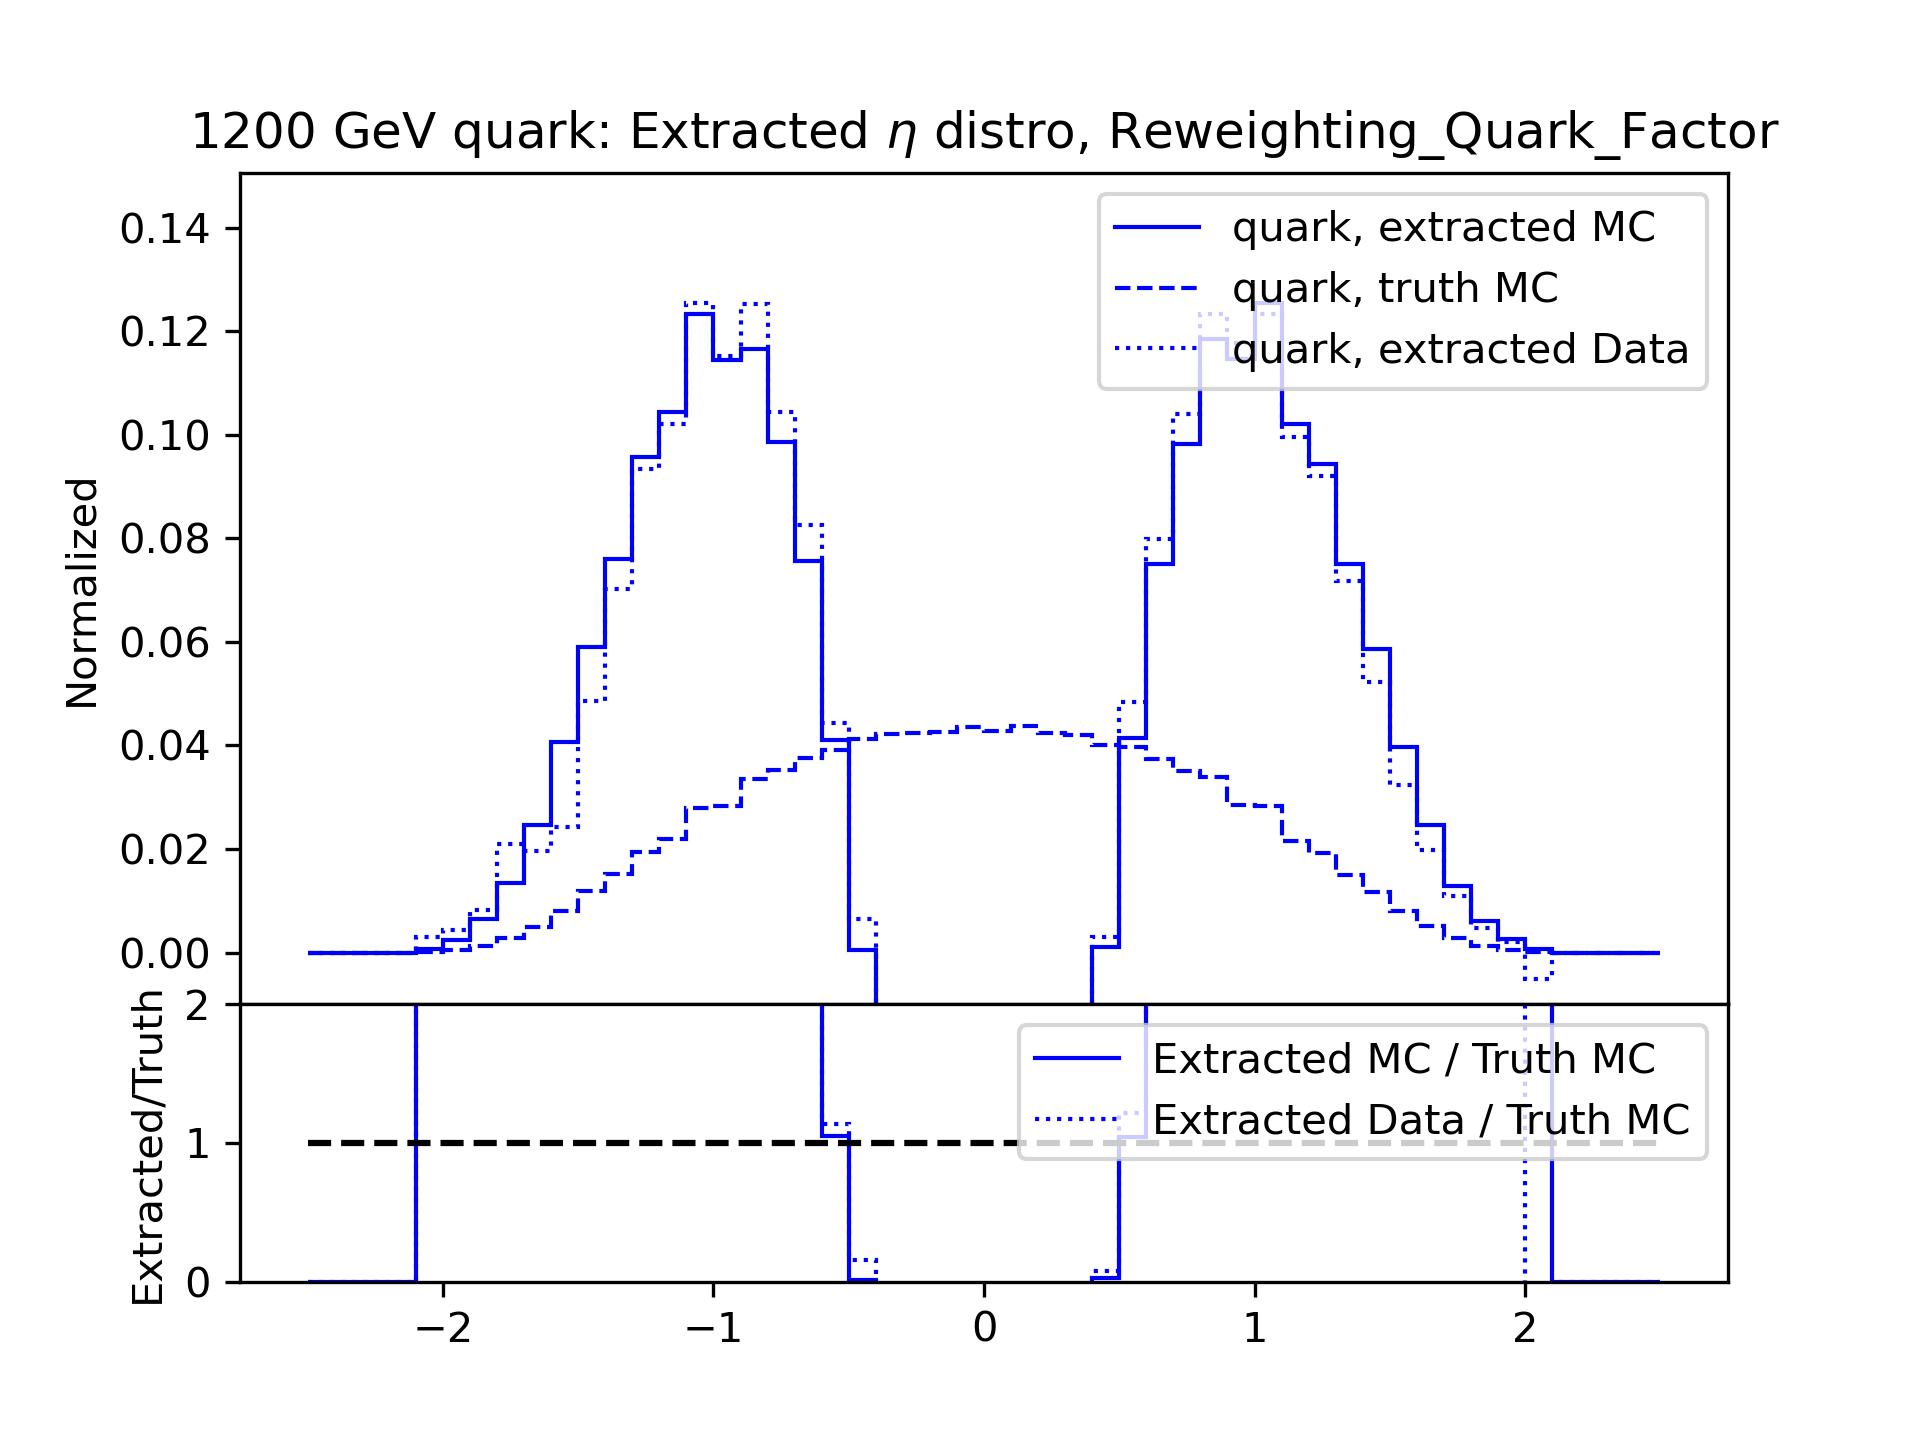 1200 GeV quark: Extracted η distro, Reweighting_Quark_Factor
quark, extracted MC
quark, truth MC
quark, extracted Data
Normalized
0.14
0.12
0.10
0.08
0.06
0.04
0.02
0.00
Extracted/Truth
2
1
0
Extracted MC / Truth MC
Extracted Data / Truth MC
−2
−1
0
1
2